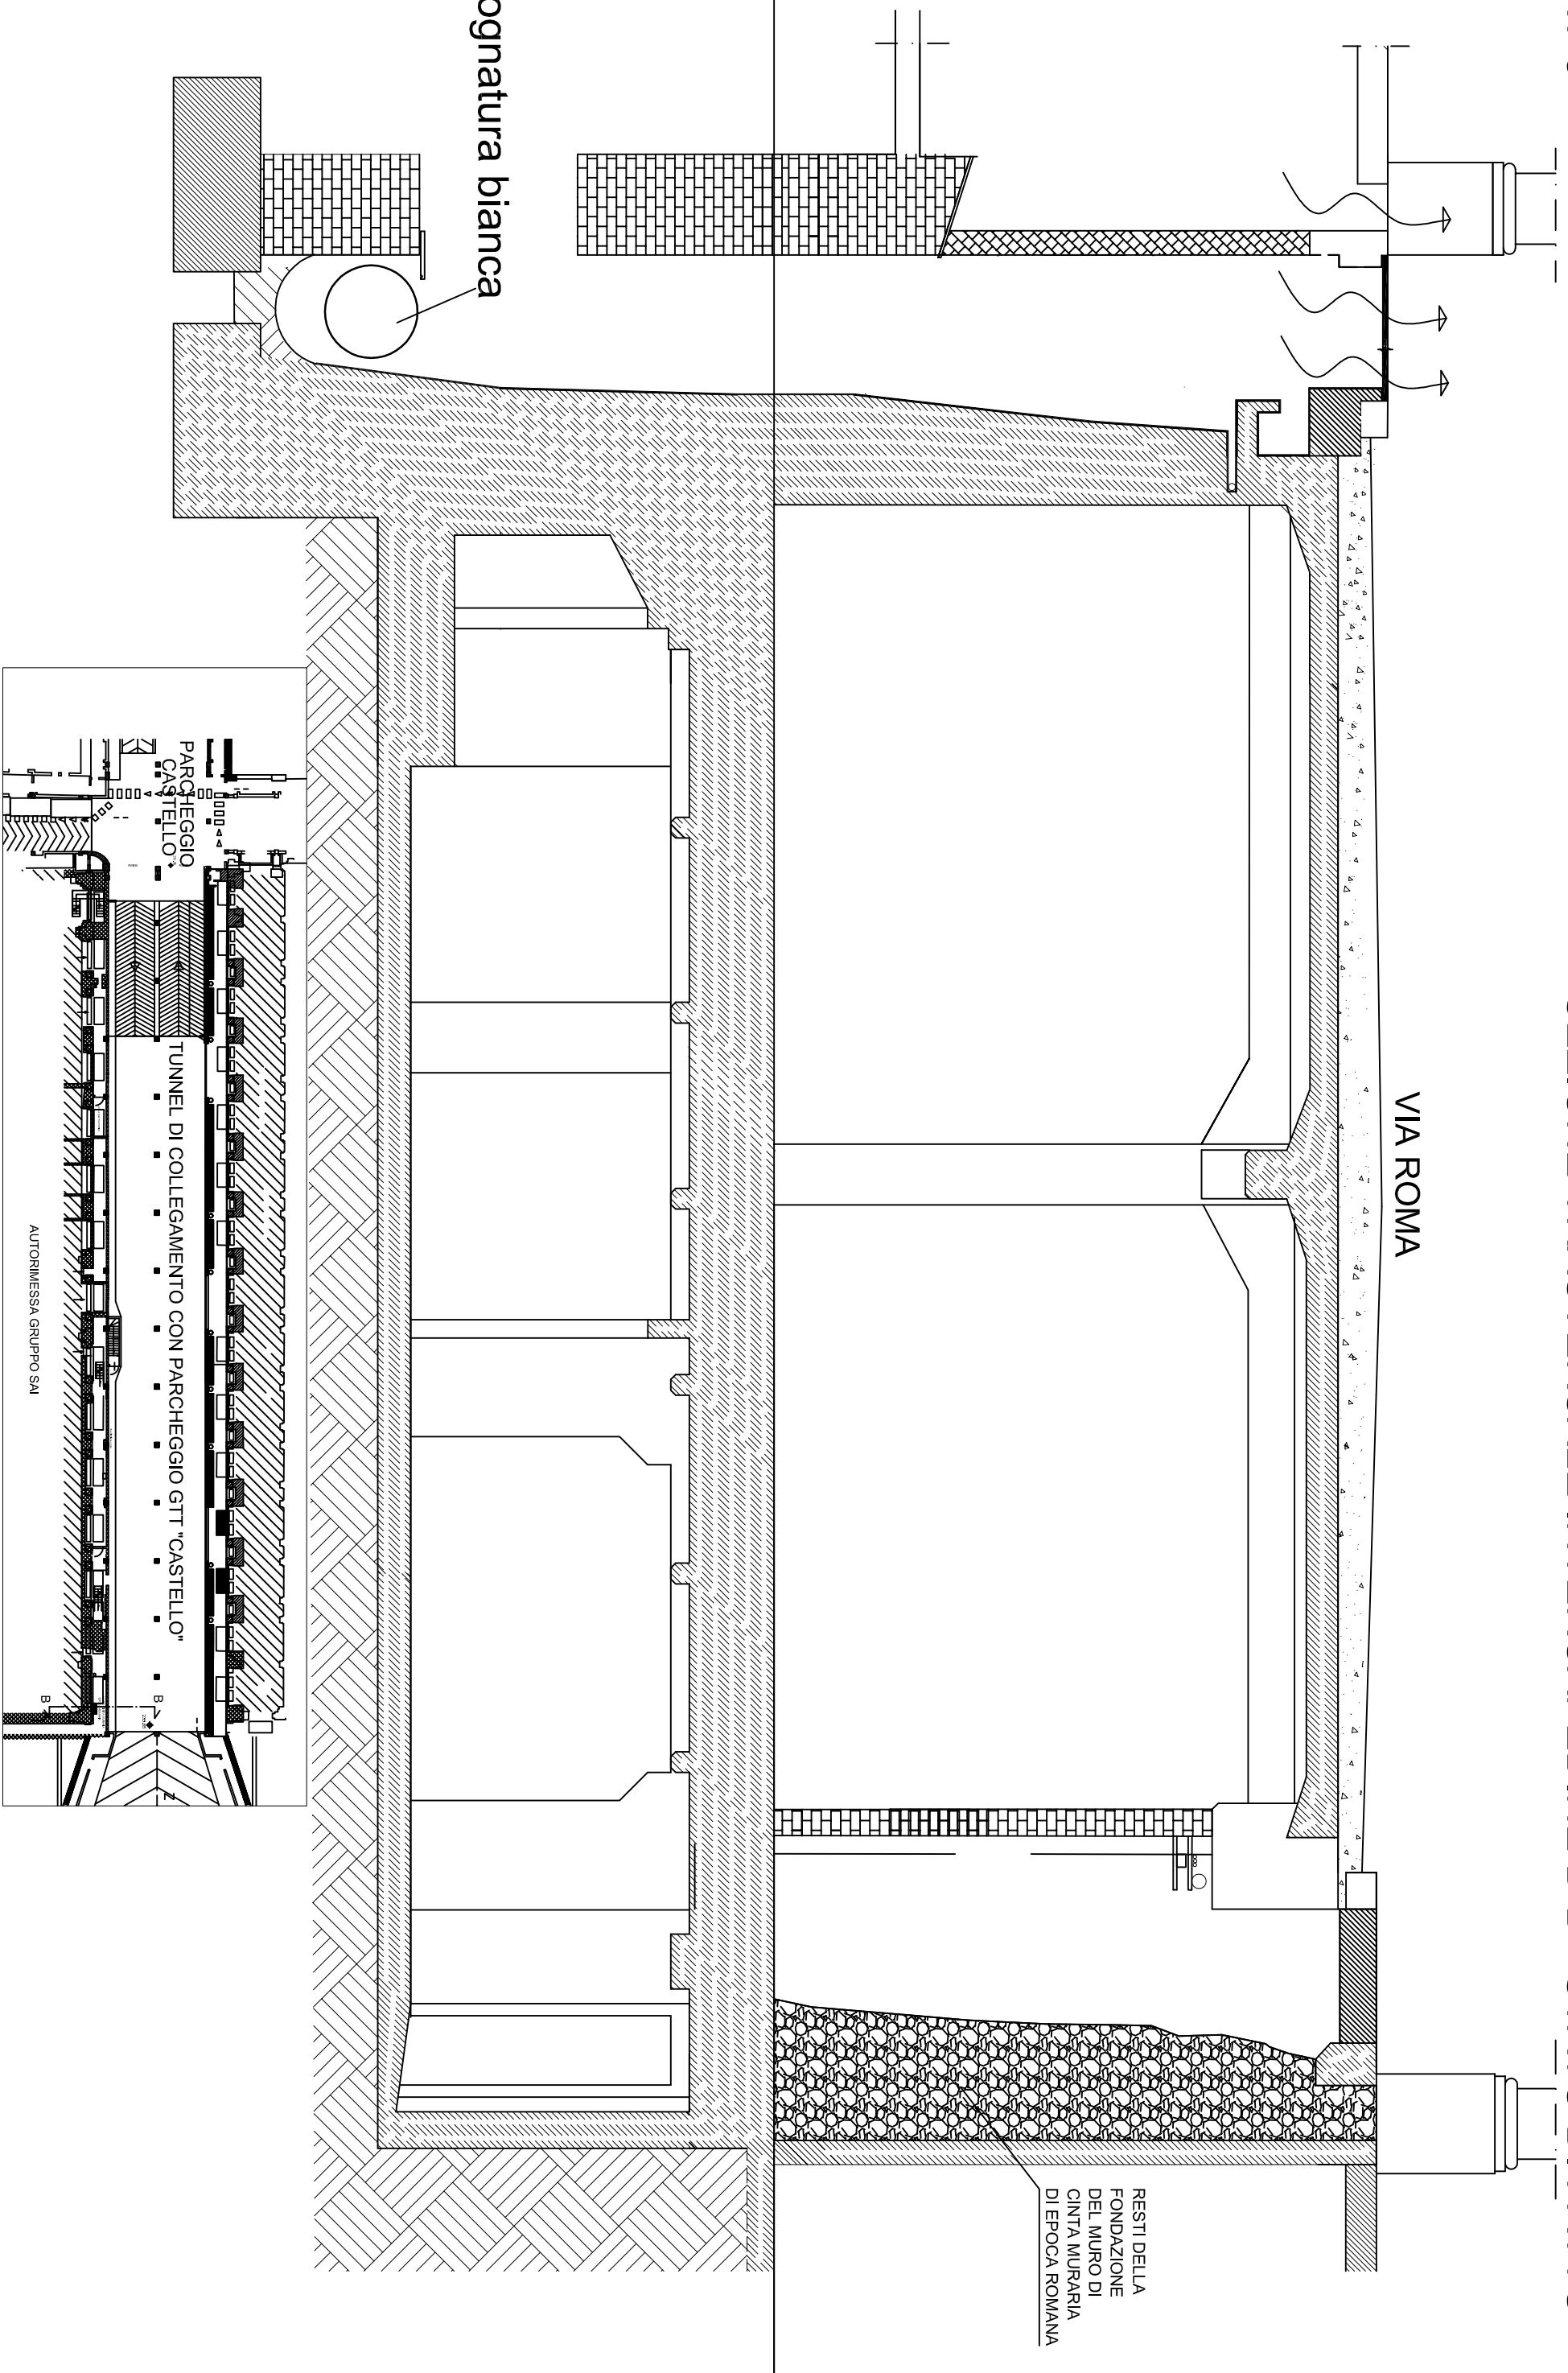 VIA ROMA
ognatura bianca
RESTI DELLA
FONDAZIONE
DEL MURO DI
CINTA MURARIA
DI EPOCA ROMANA
PARCHEGGIO
CASTELLO
TUNNEL DI COLLEGAMENTO CON PARCHEGGIO GTT "CASTELLO"
AUTORIMESSA GRUPPO SAI
B
B
Z